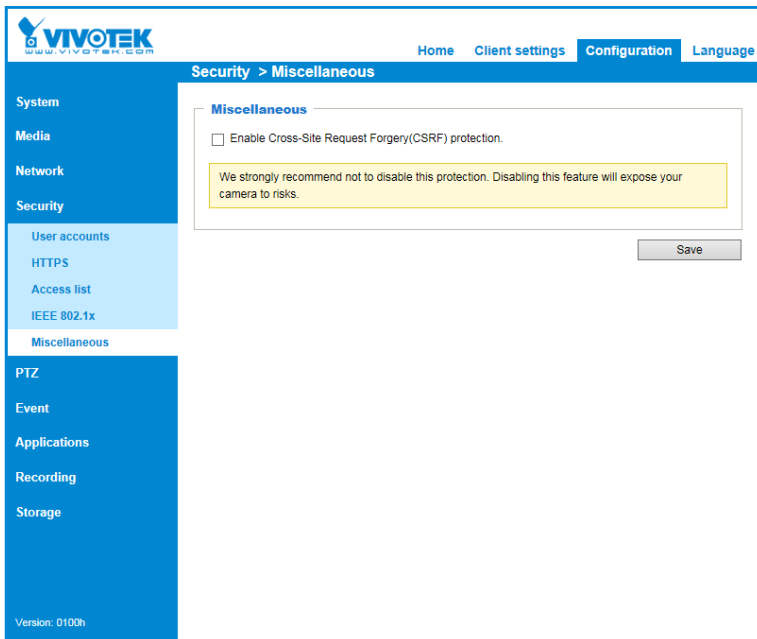 VIVOTEK
www.vivotek.com
Home Client settings Configuration Language
Security > Miscellaneous
System
Media
Network
Security
User accounts
HTTPS
Access list
IEEE 802.1x
Miscellaneous
PTZ
Event
Applications
Recording
Storage
Version: 0100h
Miscellaneous
Enable Cross-Site Request Forgery(CSRF) protection.
We strongly recommend not to disable this protection. Disabling this feature will expose your
camera to risks.
Save